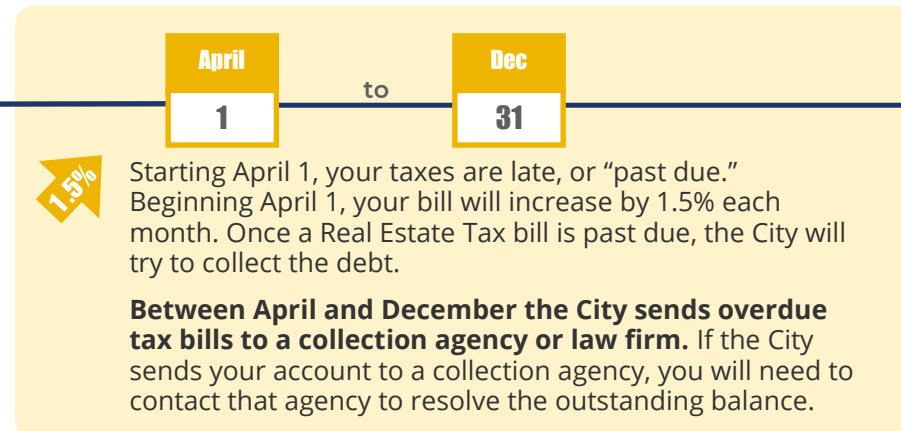 April
Dec
to
1
31
1.5%
Starting April 1, your taxes are late, or “past due.”
Beginning April 1, your bill will increase by 1.5% each
month. Once a Real Estate Tax bill is past due, the City will
try to collect the debt.
Between April and December the City sends overdue
tax bills to a collection agency or law firm. If the City
sends your account to a collection agency, you will need to
contact that agency to resolve the outstanding balance.